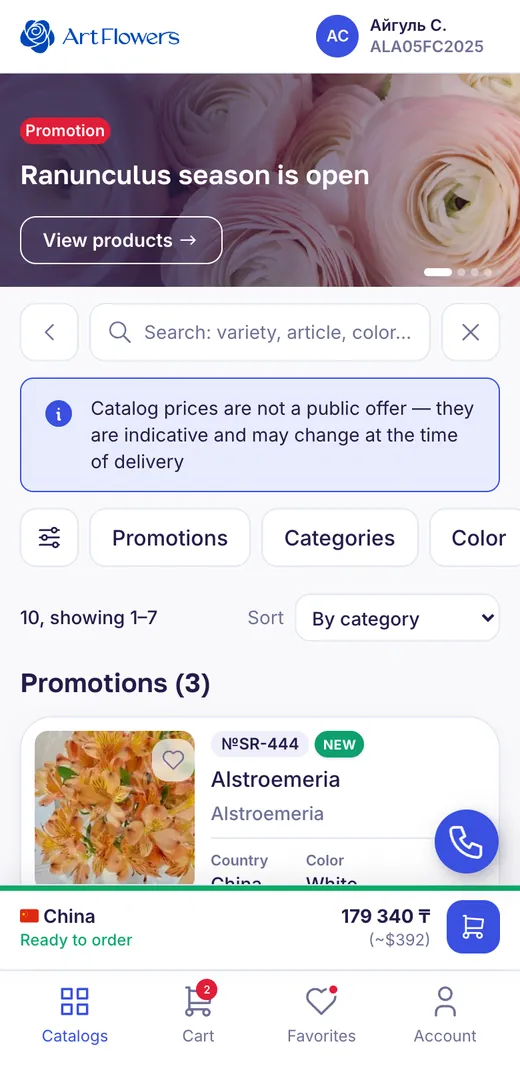 ArtFlowers
AC
Айгуль С.
ALA05FC2025
Promotion
Ranunculus season is open
View products →
Search: variety, article, color...
i
Catalog prices are not a public offer — they
are indicative and may change at the time
of delivery
Promotions
Categories
Color
10, showing 1–7
Sort
By category
Promotions (3)
№SR-444
NEW
Alstroemeria
Alstroemeria
Country
Color
China
White
China
179 340 ₸
Ready to order
(~$392)
2
Catalogs
Cart
Favorites
Account